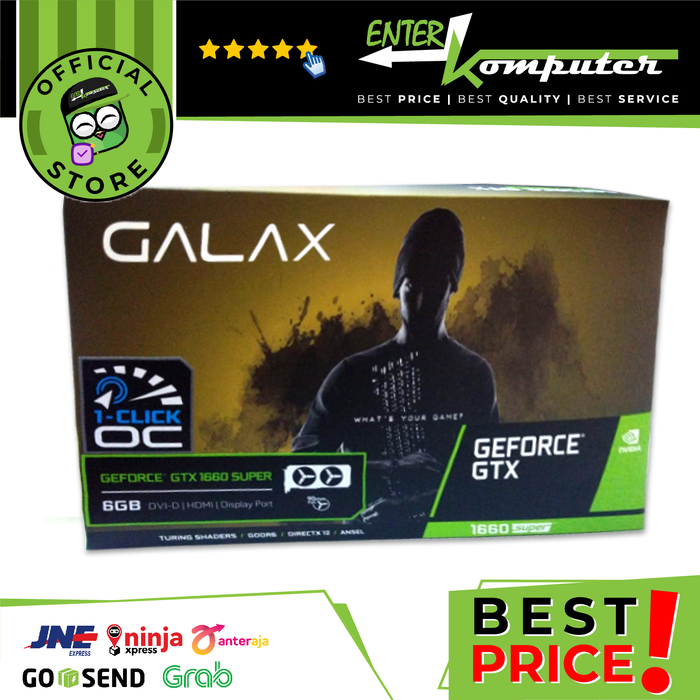 OFFICIAL
STORE
ENTER
Komputer
BEST PRICE | BEST QUALITY | BEST SERVICE
GALAX
1-CLICK
OC
WHAT'S YOUR GAME?
GEFORCE® GTX 1660 SUPER
6GB DVI-D | HDMI | Display Port
GEFORCE®
GTX
NVIDIA
1660 SUPER
TURING SHADERS / GDDR6 / DIRECTX 12 / ANSEL
JNE
EXPRESS
ninja
xpress
anteraja
GO SEND
Grab
BEST
PRICE!